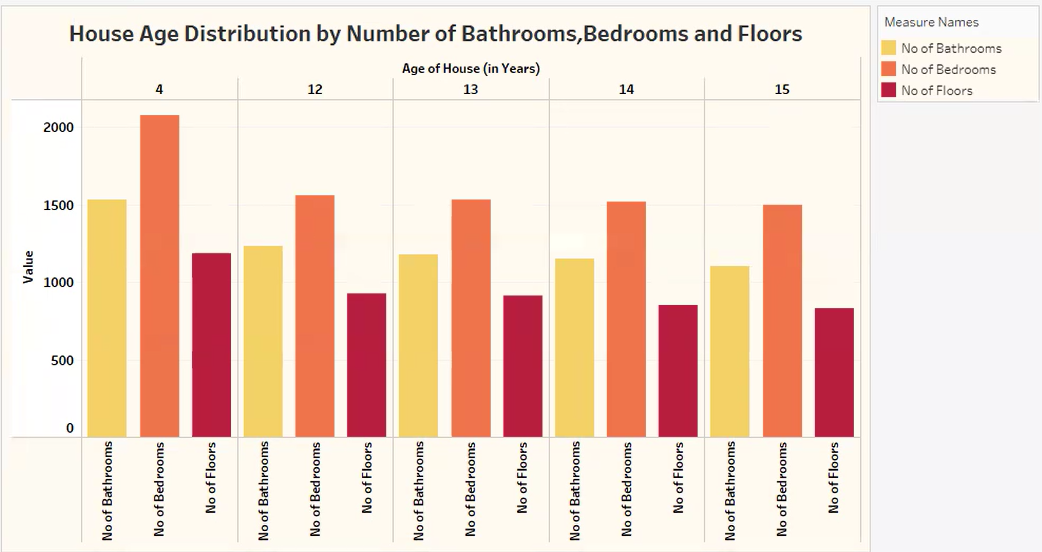 House Age Distribution by Number of Bathrooms,Bedrooms and Floors
Age of House (in Years)
4 12 13 14 15
2000
1500
1000
500
0
Value
No of Bathrooms
No of Bedrooms
No of Floors
No of Bathrooms
No of Bedrooms
No of Floors
No of Bathrooms
No of Bedrooms
No of Floors
No of Bathrooms
No of Bedrooms
No of Floors
No of Bathrooms
No of Bedrooms
No of Floors
Measure Names
No of Bathrooms
No of Bedrooms
No of Floors